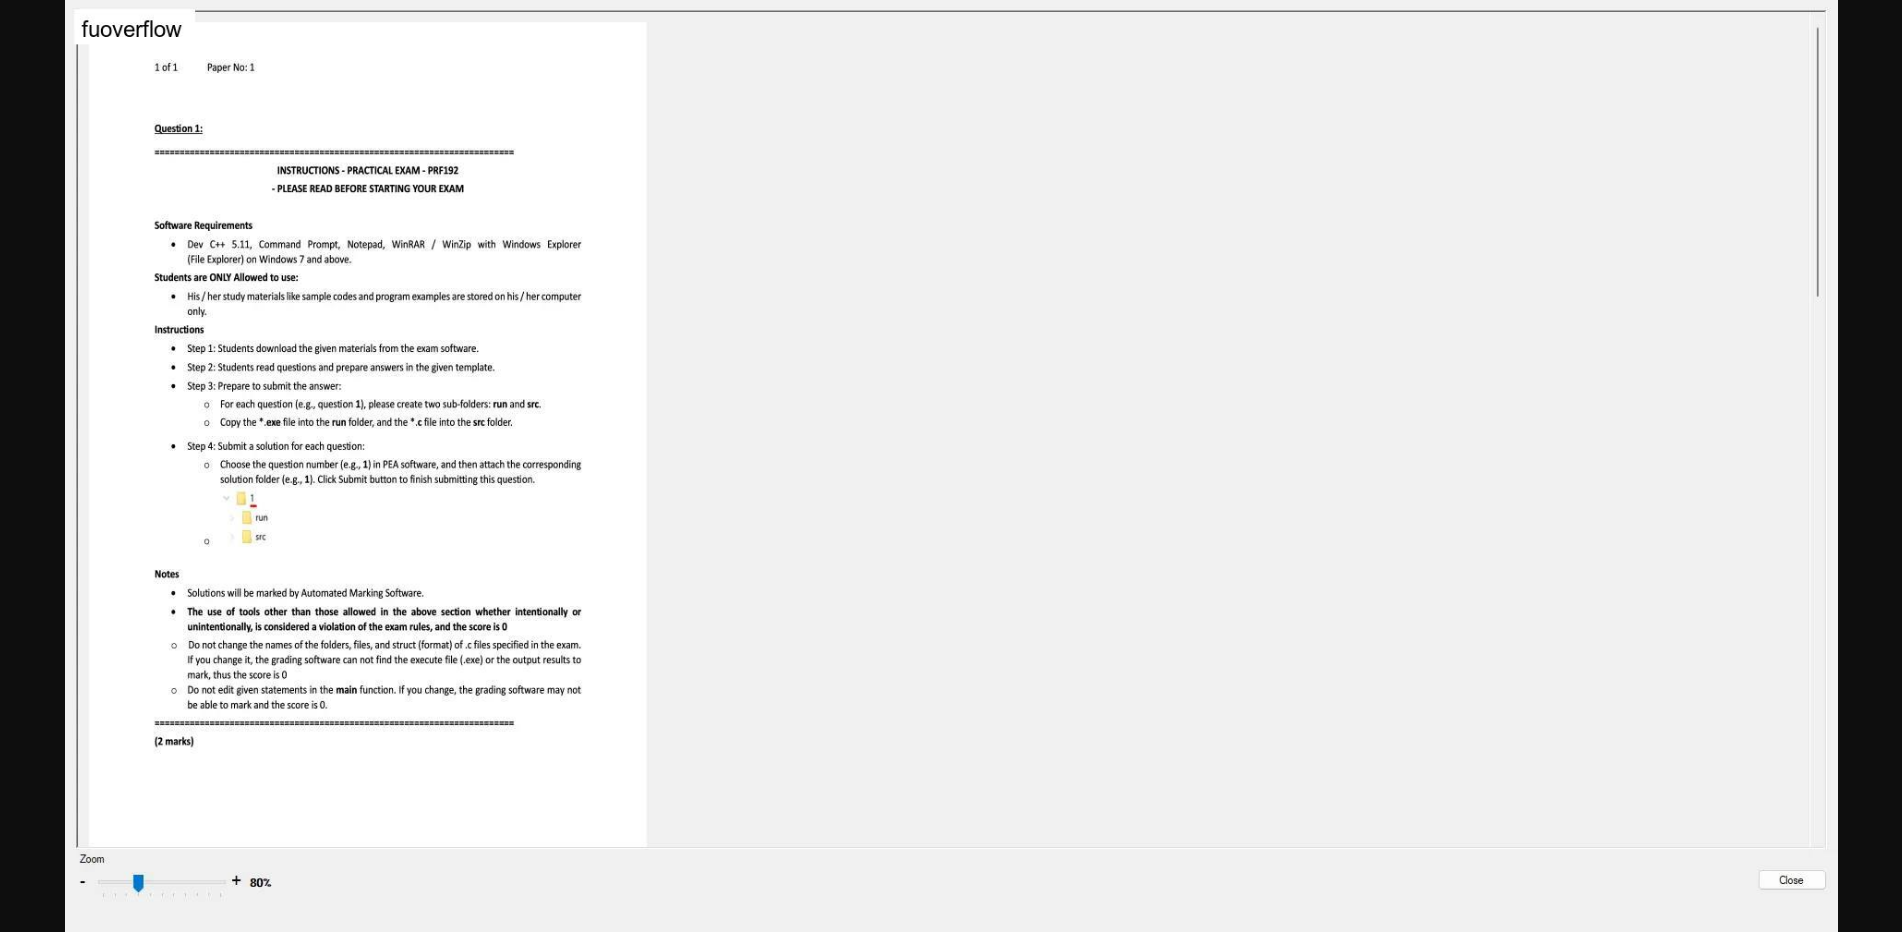 fuoverflow
1 of 1 Paper No: 1
Question 1:
=======================================================================
INSTRUCTIONS - PRACTICAL EXAM - PRF192
- PLEASE READ BEFORE STARTING YOUR EXAM
Software Requirements
• Dev C++ 5.11, Command Prompt, Notepad, WinRAR / WinZip with Windows Explorer
(File Explorer) on Windows 7 and above.
Students are ONLY Allowed to use:
• His / her study materials like sample codes and program examples are stored on his / her computer
only.
Instructions
• Step 1: Students download the given materials from the exam software.
• Step 2: Students read questions and prepare answers in the given template.
• Step 3: Prepare to submit the answer:
o For each question (e.g., question 1), please create two sub-folders: run and src.
o Copy the *.exe file into the run folder, and the *.c file into the src folder.
• Step 4: Submit a solution for each question:
o Choose the question number (e.g., 1) in PEA software, and then attach the corresponding
solution folder (e.g., 1). Click Submit button to finish submitting this question.
1
run
o src
Notes
• Solutions will be marked by Automated Marking Software.
• The use of tools other than those allowed in the above section whether intentionally or
unintentionally, is considered a violation of the exam rules, and the score is 0
o Do not change the names of the folders, files, and struct (format) of .c files specified in the exam.
If you change it, the grading software can not find the execute file (.exe) or the output results to
mark, thus the score is 0
o Do not edit given statements in the main function. If you change, the grading software may not
be able to mark and the score is 0.
=======================================================================
(2 marks)
Zoom
- + 80%
Close